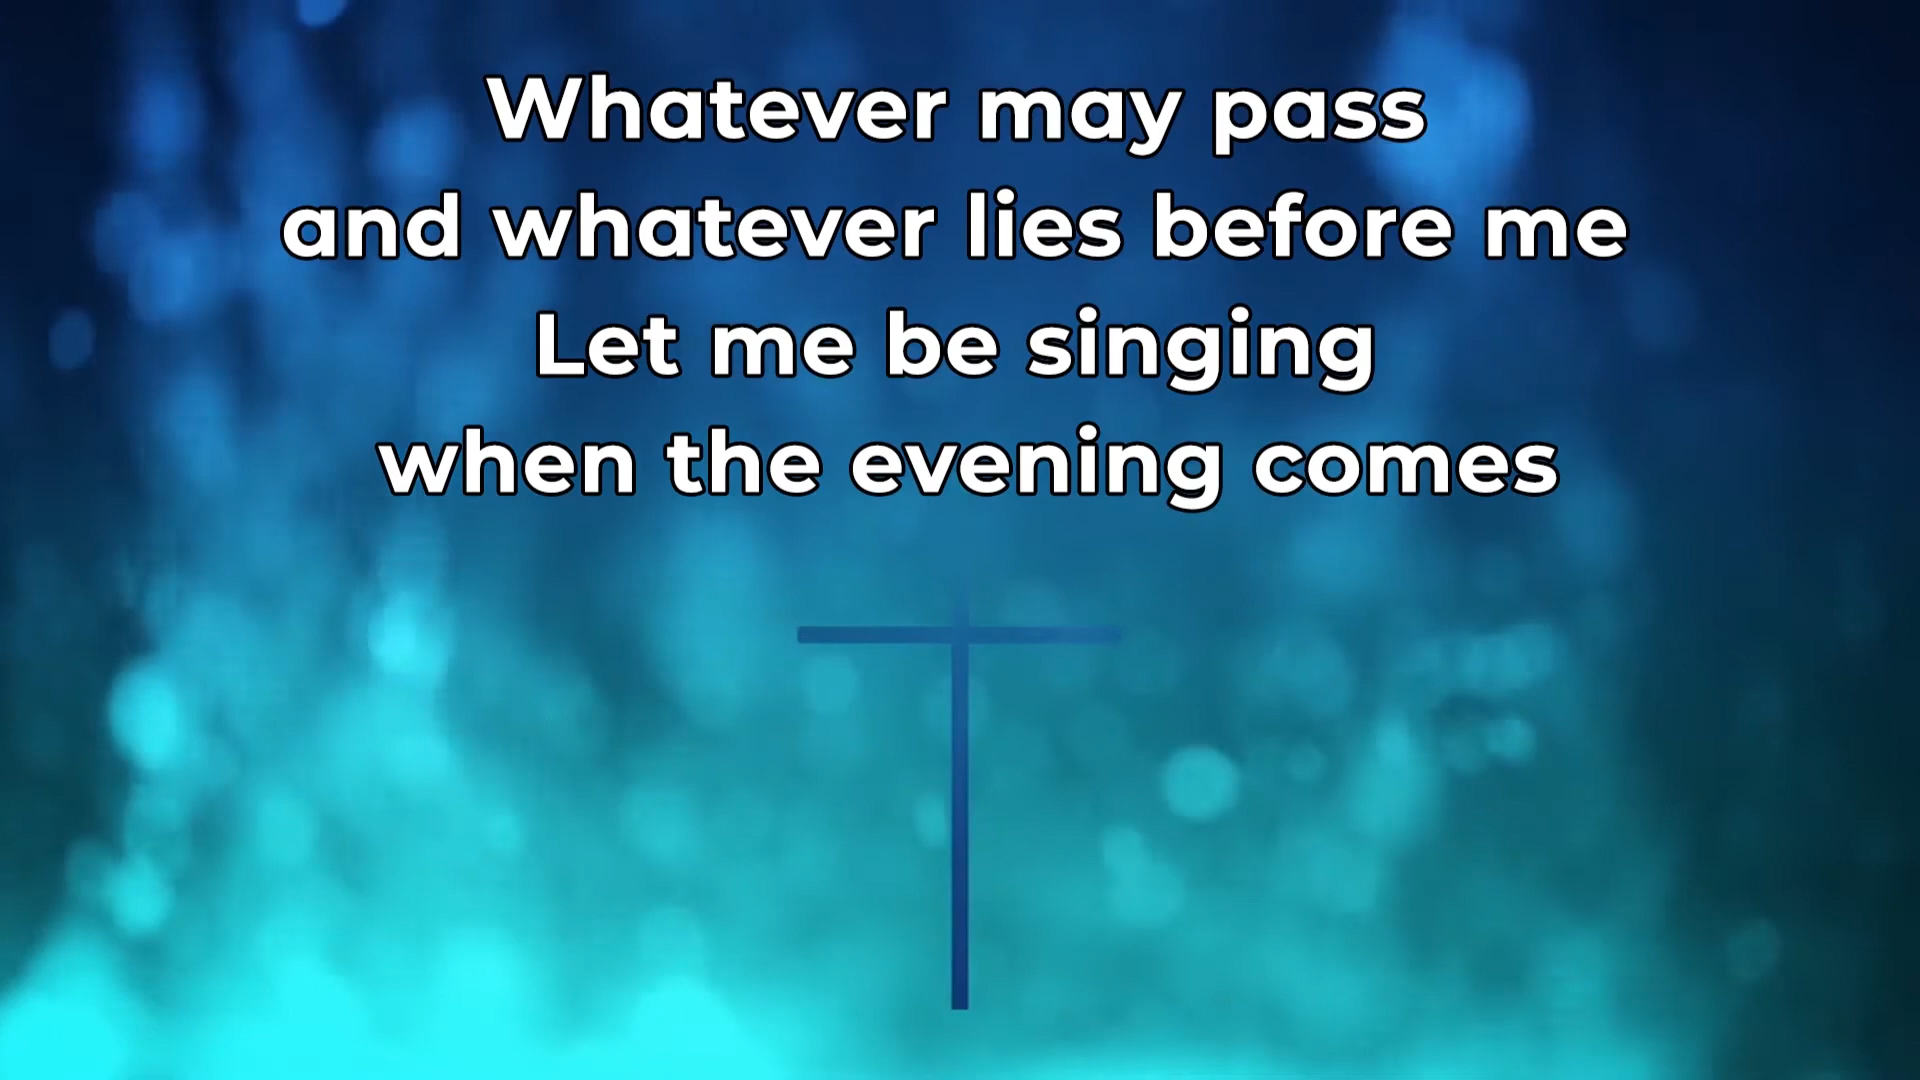 Whatever may pass
and whatever lies before me
Let me be singing
when the evening comes